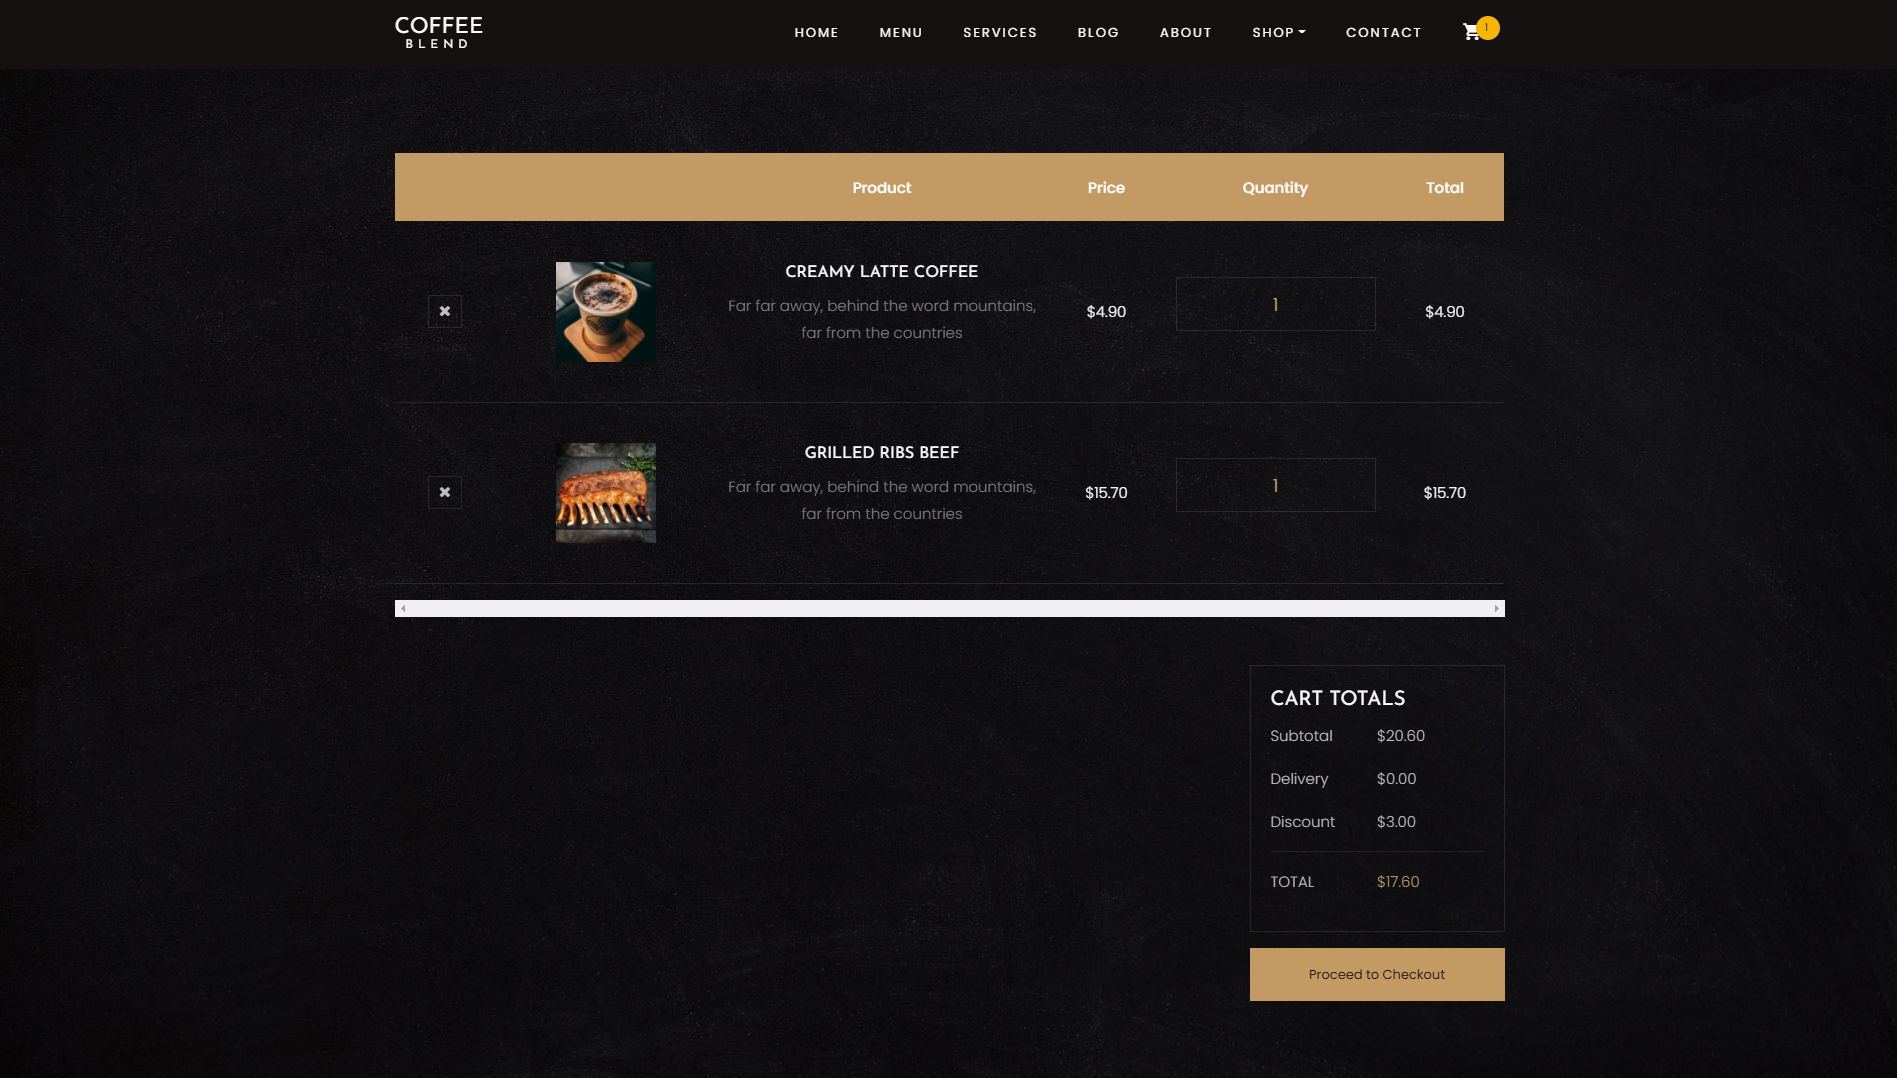 COFFEE
BLEND
HOME MENU SERVICES BLOG ABOUT SHOP CONTACT 1
Product Price Quantity Total
CREAMY LATTE COFFEE
Far far away, behind the word mountains,
far from the countries
$4.90 1 $4.90
GRILLED RIBS BEEF
Far far away, behind the word mountains,
far from the countries
$15.70 1 $15.70
CART TOTALS
Subtotal $20.60
Delivery $0.00
Discount $3.00
TOTAL $17.60
Proceed to Checkout